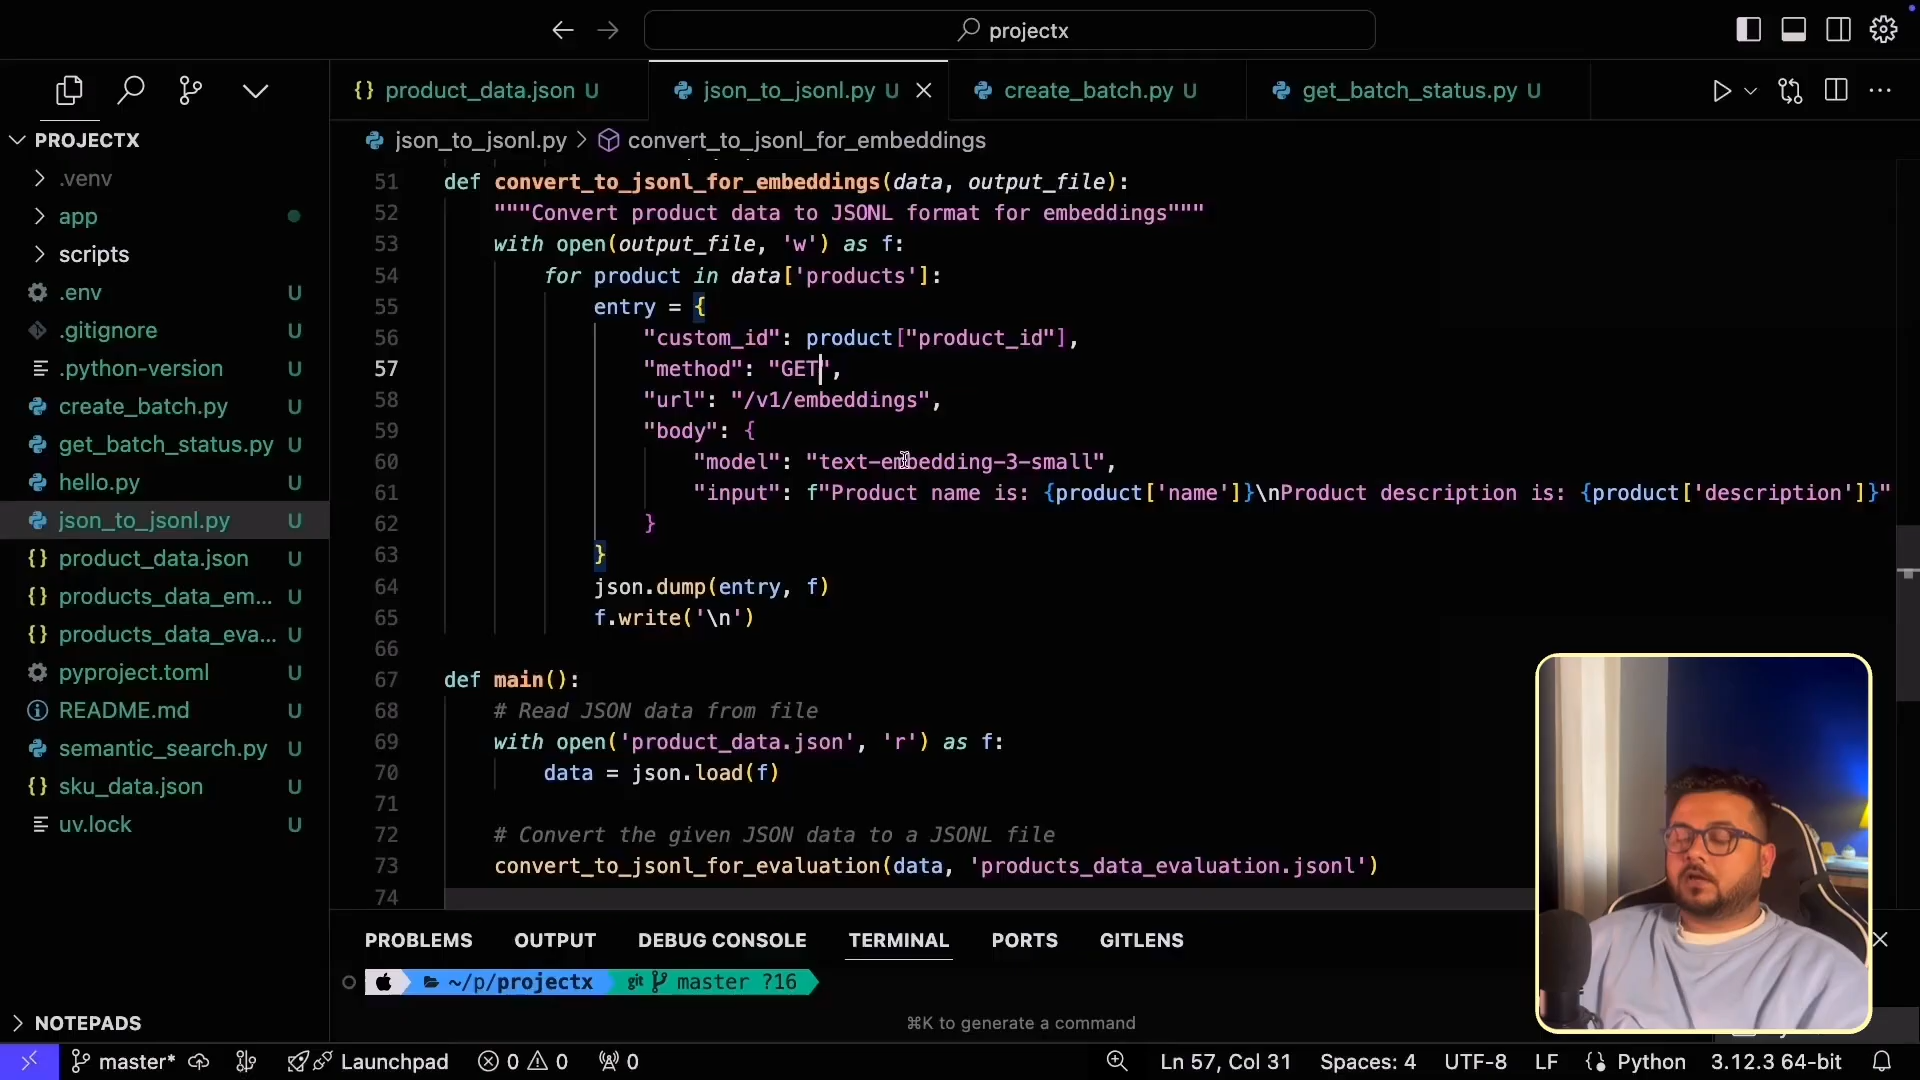 projectx
product_data.json U
json_to_jsonl.py U
create_batch.py U
get_batch_status.py U
PROJECTX
json_to_jsonl.py > convert_to_jsonl_for_embeddings
.venv
app
scripts
.env U
.gitignore U
.python-version U
create_batch.py U
get_batch_status.py U
hello.py U
json_to_jsonl.py U
product_data.json U
products_data_em... U
products_data_eva... U
pyproject.toml U
README.md U
semantic_search.py U
sku_data.json U
uv.lock U
NOTEPADS
51 def convert_to_jsonl_for_embeddings(data, output_file):
52 """Convert product data to JSONL format for embeddings"""
53 with open(output_file, 'w') as f:
54 for product in data['products']:
55 entry = {
56 "custom_id": product["product_id"],
57 "method": "GET",
58 "url": "/v1/embeddings",
59 "body": {
60 "model": "text-embedding-3-small",
61 "input": f"Product name is: {product['name']}\nProduct description is: {product['description']}"
62 }
63 }
64 json.dump(entry, f)
65 f.write('\n')
66
67 def main():
68 # Read JSON data from file
69 with open('product_data.json', 'r') as f:
70 data = json.load(f)
71
72 # Convert the given JSON data to a JSONL file
73 convert_to_jsonl_for_evaluation(data, 'products_data_evaluation.jsonl')
74
PROBLEMS OUTPUT DEBUG CONSOLE TERMINAL PORTS GITLENS
~/p/projectx git master ?16
⌘K to generate a command
master* Launchpad 0 0 0 Ln 57, Col 31 Spaces: 4 UTF-8 LF Python 3.12.3 64-bit